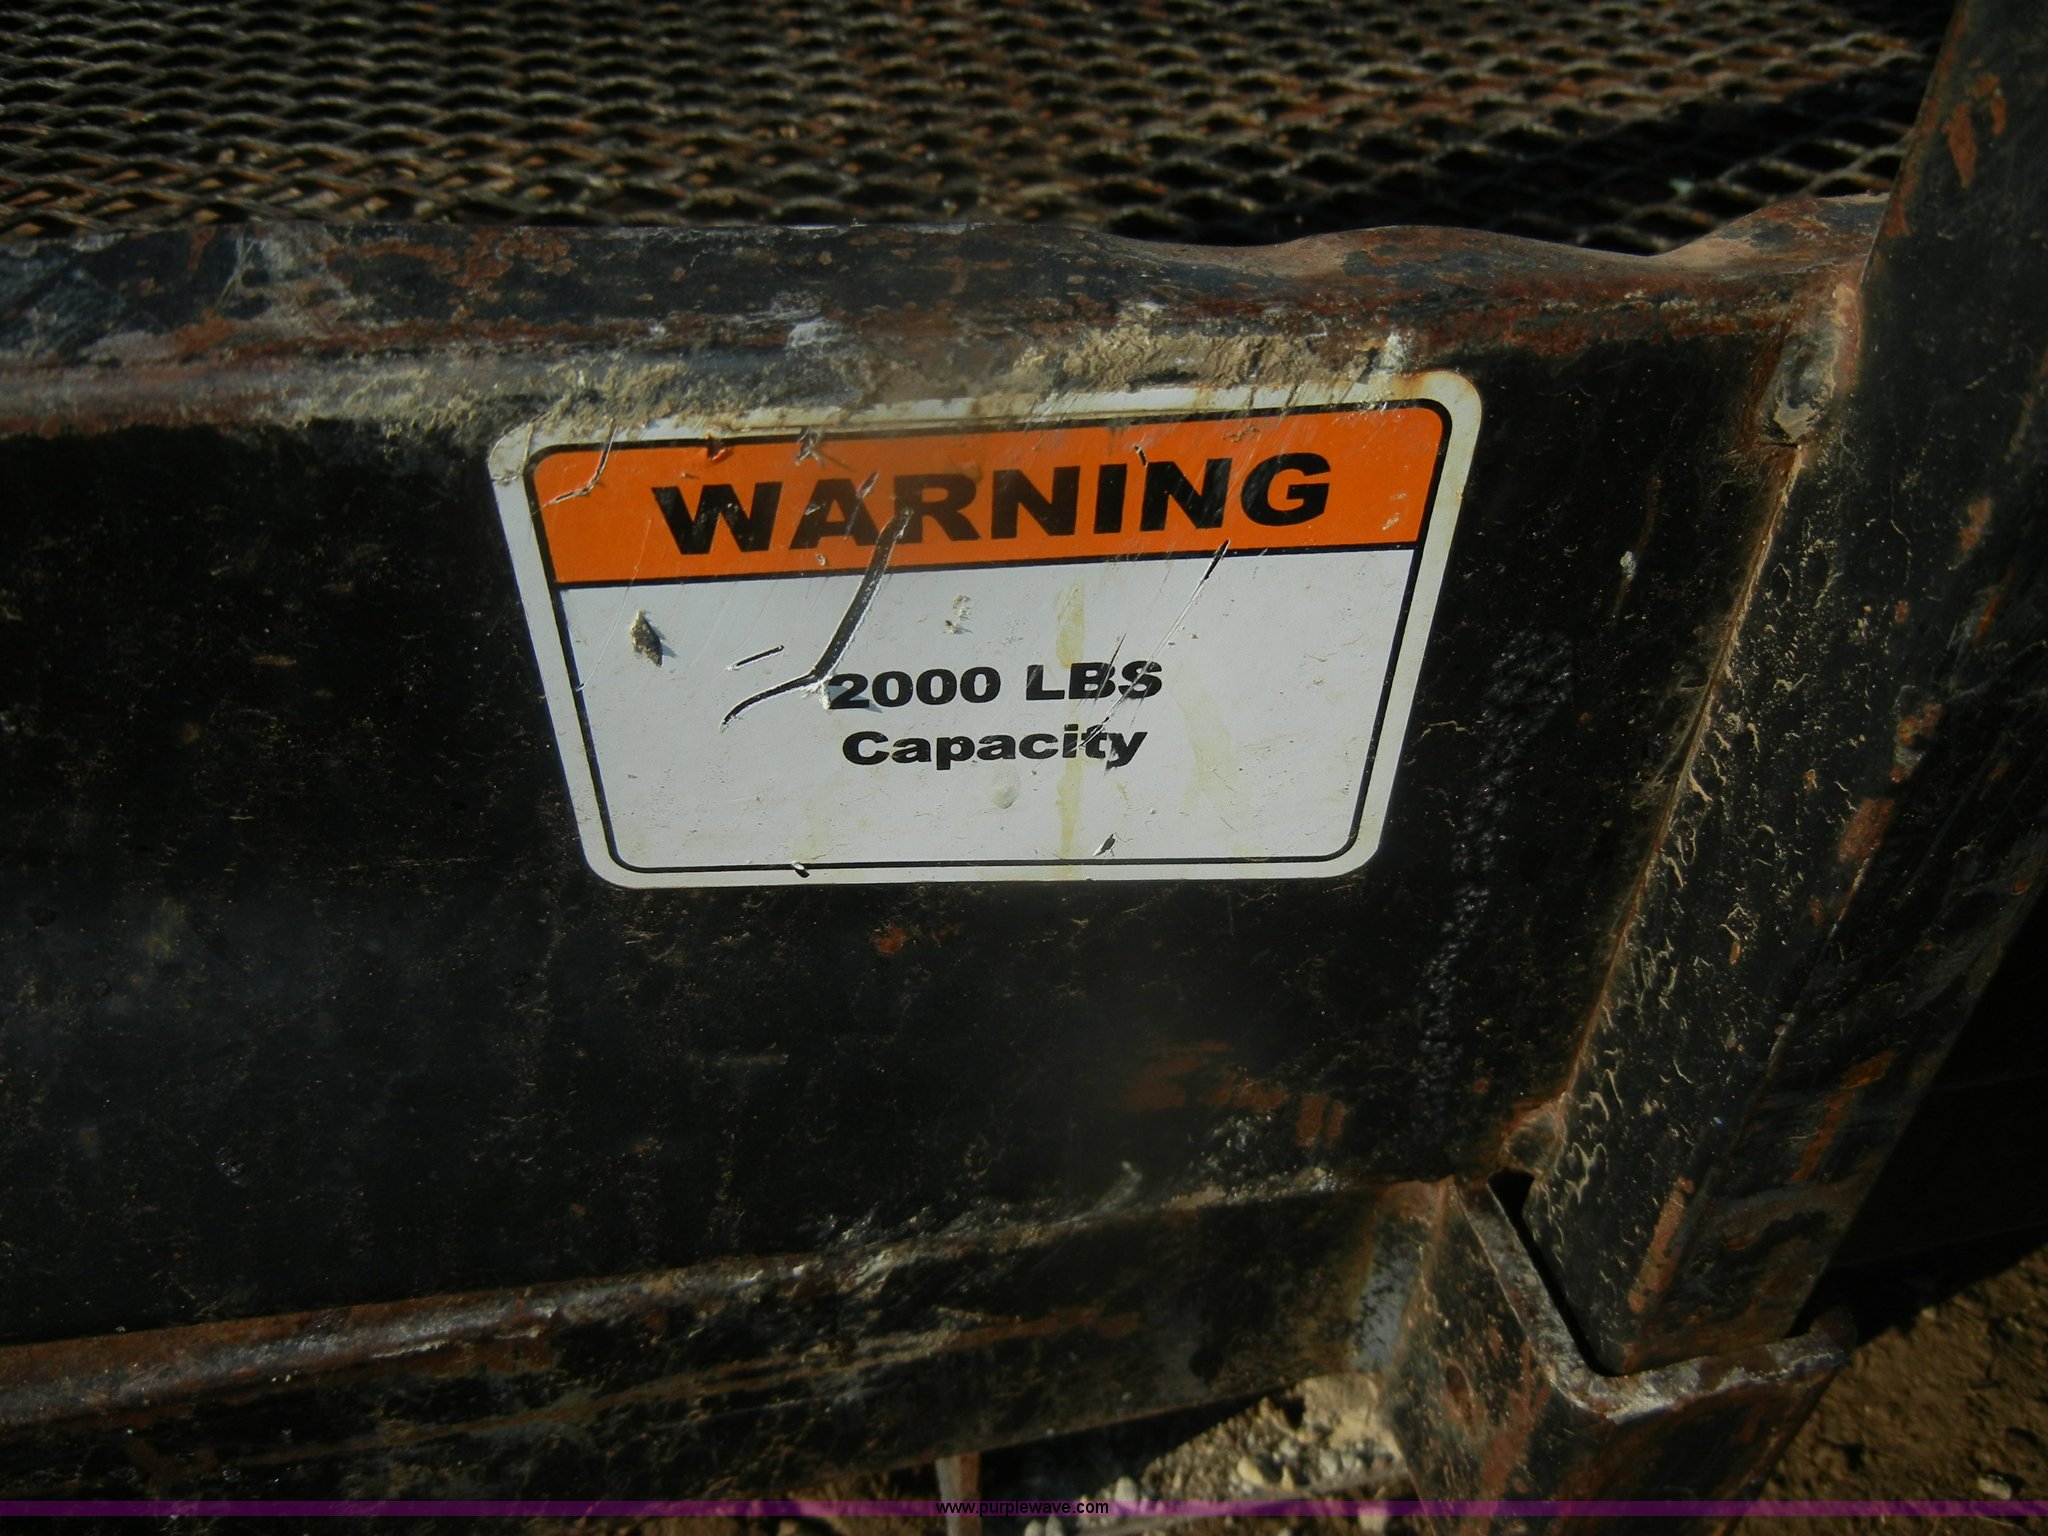 WARNING
2000 LBS
Capacity
www.purplewave.com